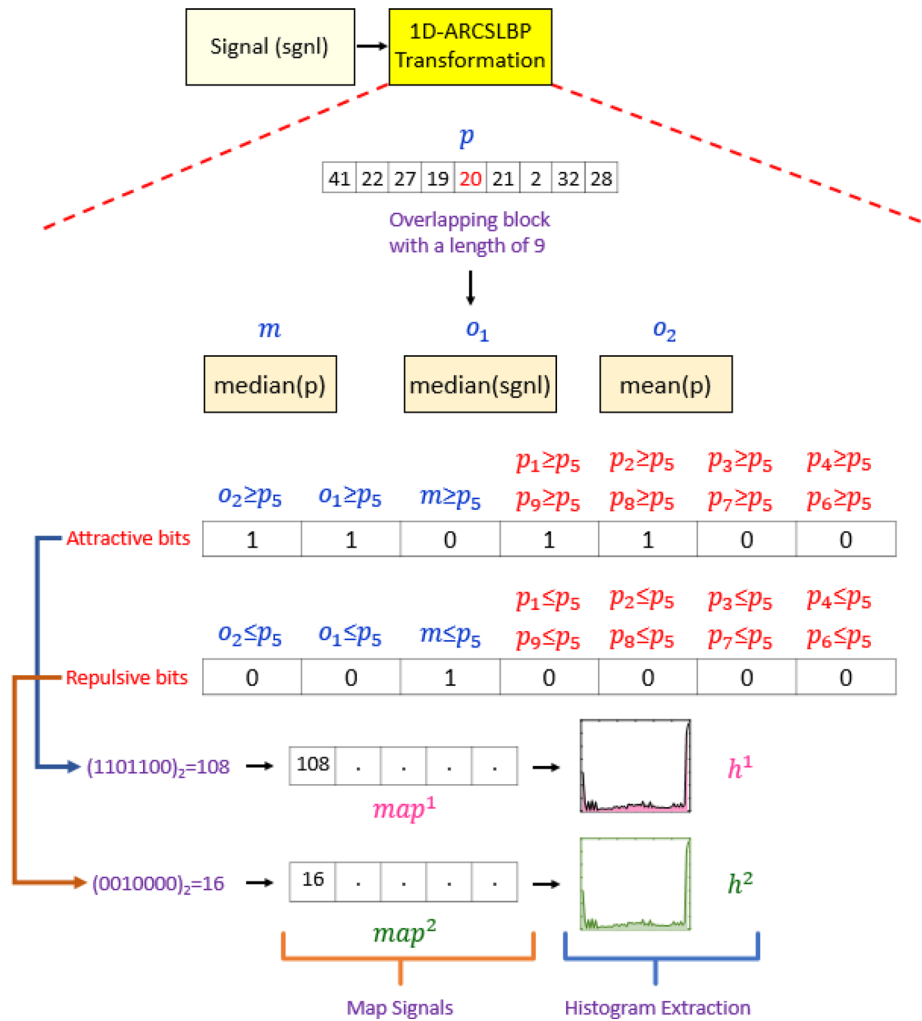 Signal (sgnl)
1D-ARCSLBP
Transformation
p
41 22 27 19 20 21 2 32 28
Overlapping block
with a length of 9
m o₁ o₂
median(p) median(sgnl) mean(p)
p₁≥p₅ p₂≥p₅ p₃≥p₅ p₄≥p₅
o₂≥p₅ o₁≥p₅ m≥p₅ p₉≥p₅ p₈≥p₅ p₇≥p₅ p₆≥p₅
Attractive bits 1 1 0 1 1 0 0
p₁≤p₅ p₂≤p₅ p₃≤p₅ p₄≤p₅
o₂≤p₅ o₁≤p₅ m≤p₅ p₉≤p₅ p₈≤p₅ p₇≤p₅ p₆≤p₅
Repulsive bits 0 0 1 0 0 0 0
(1101100)₂=108 108 . . . . h¹
map¹
(0010000)₂=16 16 . . . . h²
map²
Map Signals Histogram Extraction